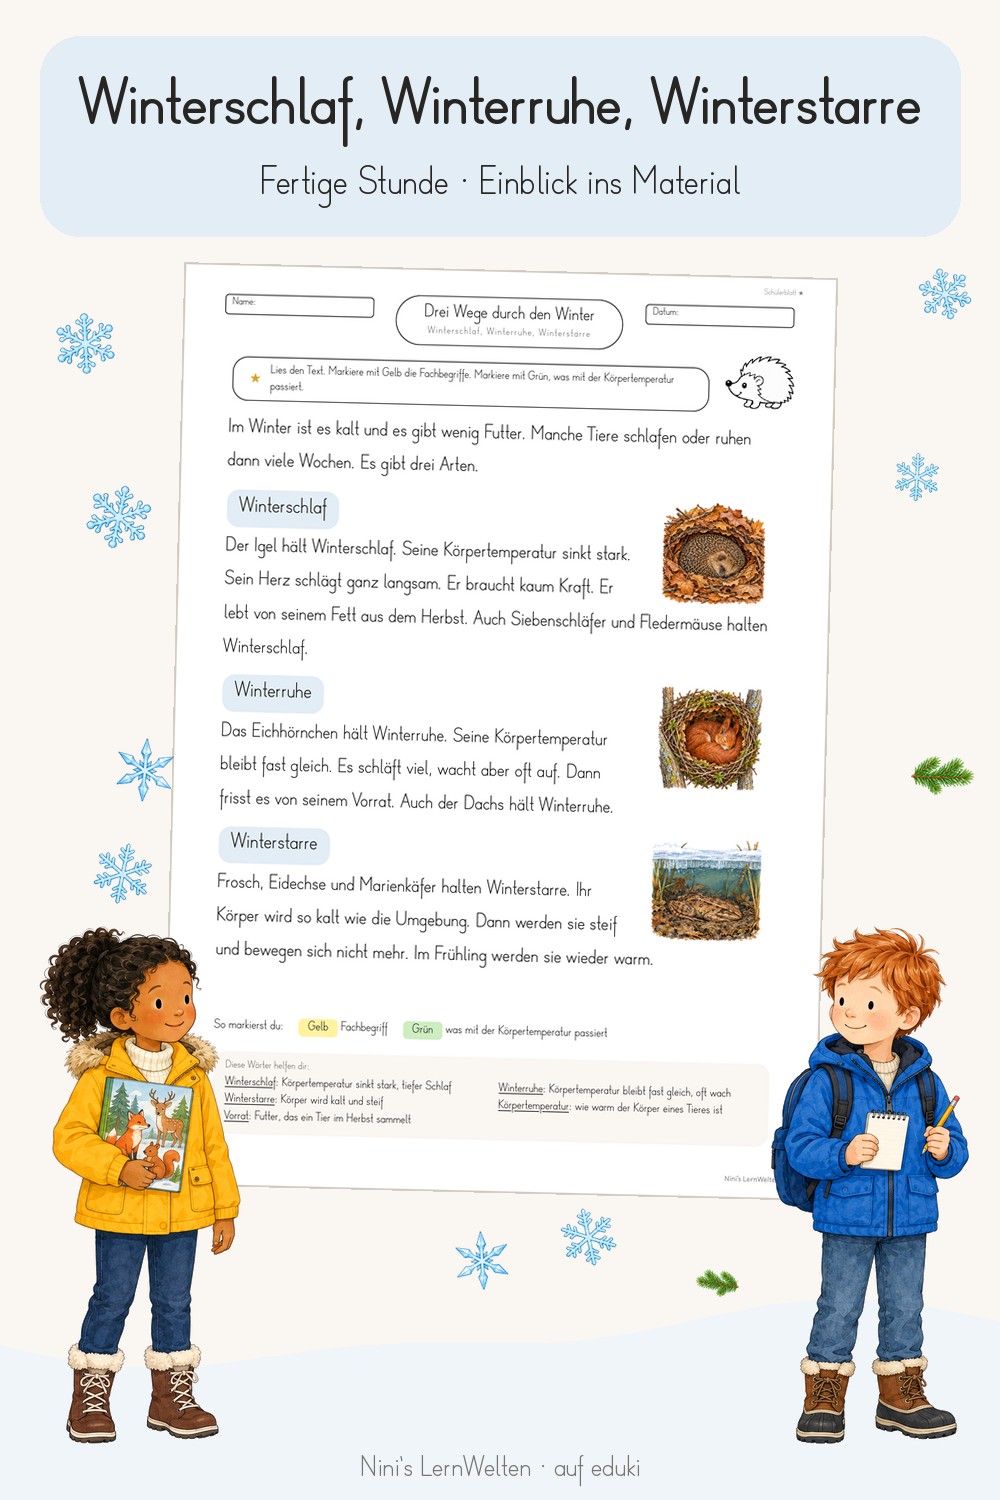 Winterschlaf, Winterruhe, Winterstarre
Fertige Stunde · Einblick ins Material
Schülerblatt ★
Name:
Drei Wege durch den Winter
Winterschlaf, Winterruhe, Winterstarre
Datum:
★ Lies den Text. Markiere mit Gelb die Fachbegriffe. Markiere mit Grün, was mit der Körpertemperatur
passiert.
Im Winter ist es kalt und es gibt wenig Futter. Manche Tiere schlafen oder ruhen
dann viele Wochen. Es gibt drei Arten.
Winterschlaf
Der Igel hält Winterschlaf. Seine Körpertemperatur sinkt stark.
Sein Herz schlägt ganz langsam. Er braucht kaum Kraft. Er
lebt von seinem Fett aus dem Herbst. Auch Siebenschläfer und Fledermäuse halten
Winterschlaf.
Winterruhe
Das Eichhörnchen hält Winterruhe. Seine Körpertemperatur
bleibt fast gleich. Es schläft viel, wacht aber oft auf. Dann
frisst es von seinem Vorrat. Auch der Dachs hält Winterruhe.
Winterstarre
Frosch, Eidechse und Marienkäfer halten Winterstarre. Ihr
Körper wird so kalt wie die Umgebung. Dann werden sie steif
und bewegen sich nicht mehr. Im Frühling werden sie wieder warm.
So markierst du: Gelb Fachbegriff Grün was mit der Körpertemperatur passiert
Diese Wörter helfen dir:
Winterschlaf: Körpertemperatur sinkt stark, tiefer Schlaf
Winterstarre: Körper wird kalt und steif
Vorrat: Futter, das ein Tier im Herbst sammelt
Winterruhe: Körpertemperatur bleibt fast gleich, oft wach
Körpertemperatur: wie warm der Körper eines Tieres ist
Nini's LernWelte
Nini's LernWelten · auf eduki